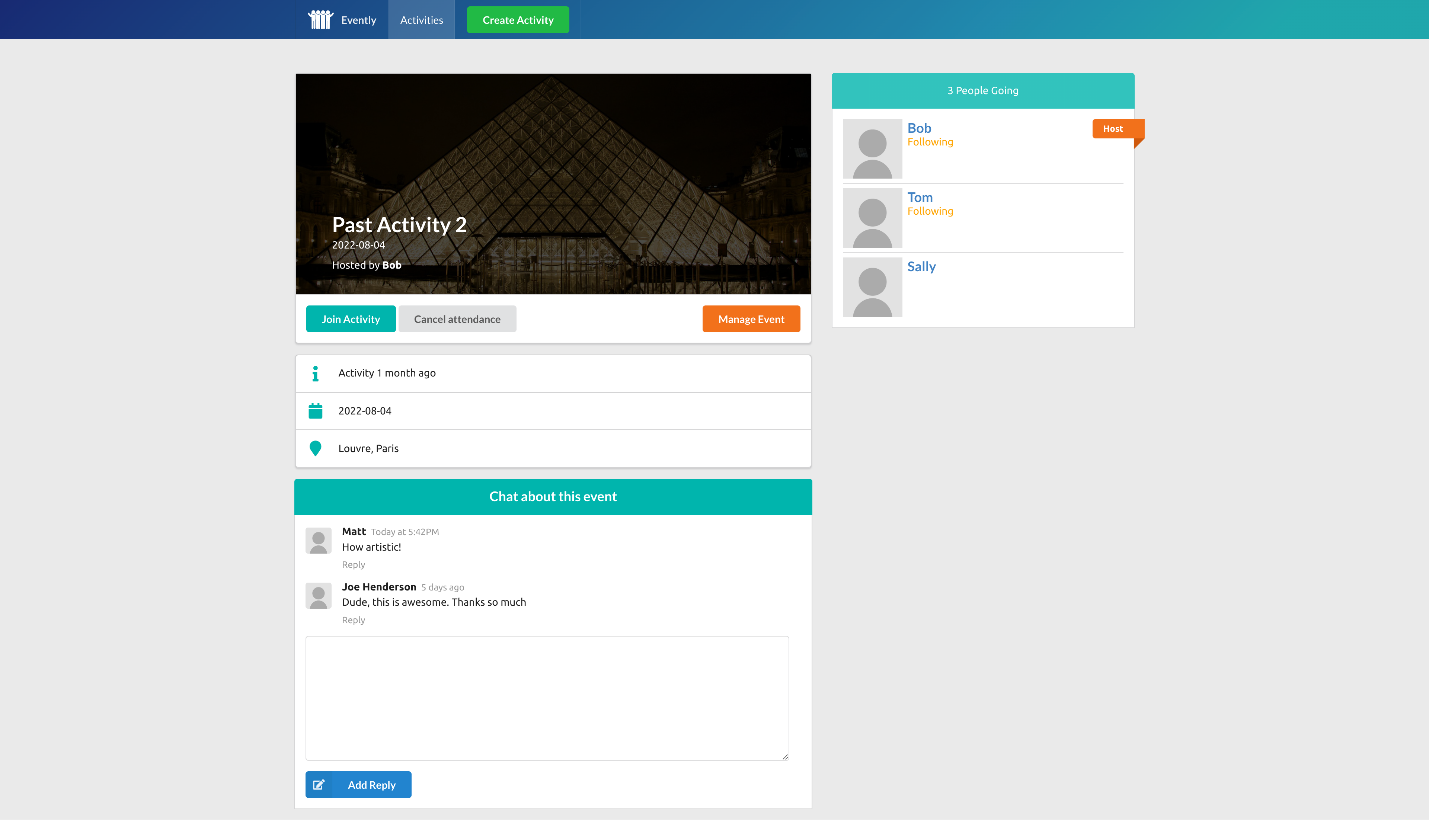 Evently
Activities
Create Activity
Past Activity 2
2022-08-04
Hosted by Bob
Join Activity
Cancel attendance
Manage Event
Activity 1 month ago
2022-08-04
Louvre, Paris
Chat about this event
Matt Today at 5:42PM
How artistic!
Reply
Joe Henderson 5 days ago
Dude, this is awesome. Thanks so much
Reply
Add Reply
3 People Going
Bob
Host
Following
Tom
Following
Sally